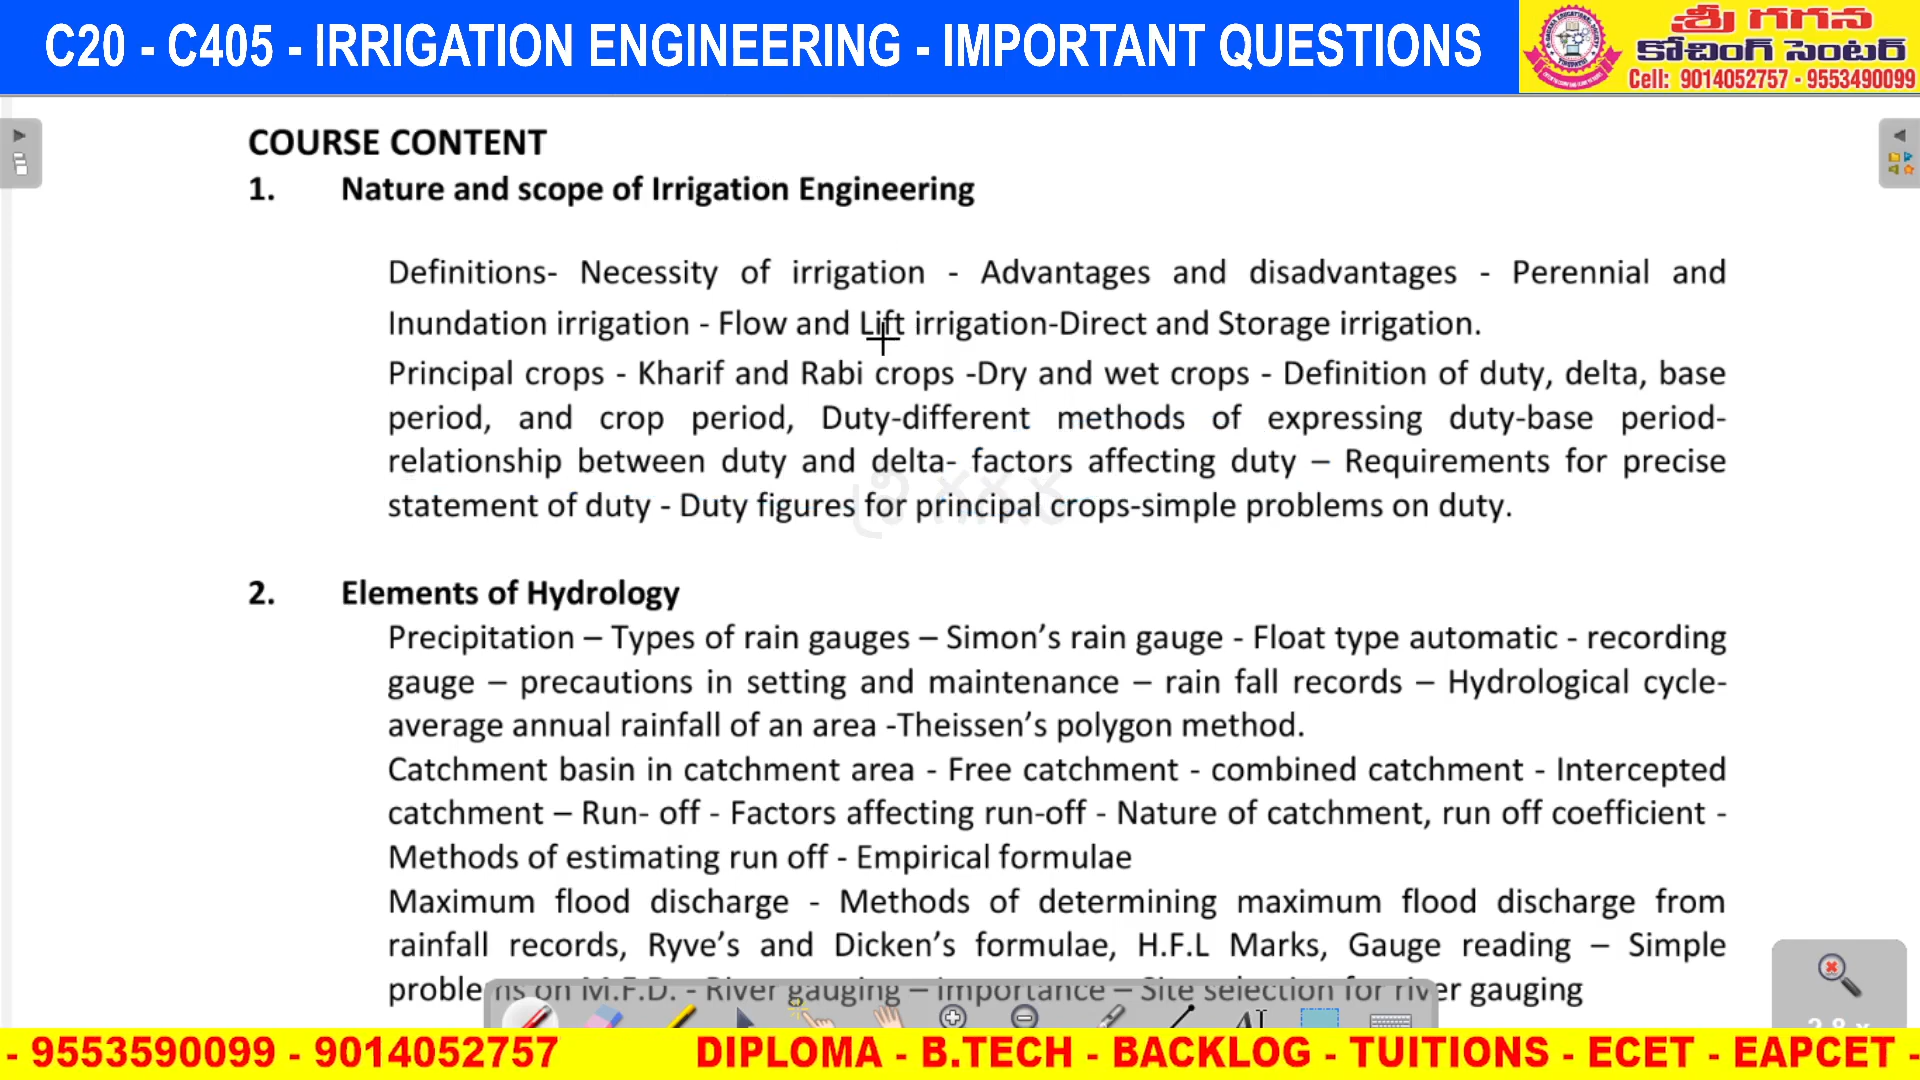 C20 - C405 - IRRIGATION ENGINEERING - IMPORTANT QUESTIONS
శ్రీ గగన
కోచింగ్ సెంటర్
Cell: 9014052757 - 9553490099
COURSE CONTENT
1. Nature and scope of Irrigation Engineering
Definitions- Necessity of irrigation - Advantages and disadvantages - Perennial and
Inundation irrigation - Flow and Lift irrigation-Direct and Storage irrigation.
Principal crops - Kharif and Rabi crops -Dry and wet crops - Definition of duty, delta, base
period, and crop period, Duty-different methods of expressing duty-base period-
relationship between duty and delta- factors affecting duty – Requirements for precise
statement of duty - Duty figures for principal crops-simple problems on duty.
2. Elements of Hydrology
Precipitation – Types of rain gauges – Simon’s rain gauge - Float type automatic - recording
gauge – precautions in setting and maintenance – rain fall records – Hydrological cycle-
average annual rainfall of an area -Theissen’s polygon method.
Catchment basin in catchment area - Free catchment - combined catchment - Intercepted
catchment – Run- off - Factors affecting run-off - Nature of catchment, run off coefficient -
Methods of estimating run off - Empirical formulae
Maximum flood discharge - Methods of determining maximum flood discharge from
rainfall records, Ryve’s and Dicken’s formulae, H.F.L Marks, Gauge reading – Simple
problems on M.F.D. - River gauging – Importance – Site selection for river gauging
- 9553590099 - 9014052757 DIPLOMA - B.TECH - BACKLOG - TUITIONS - ECET - EAPCET -